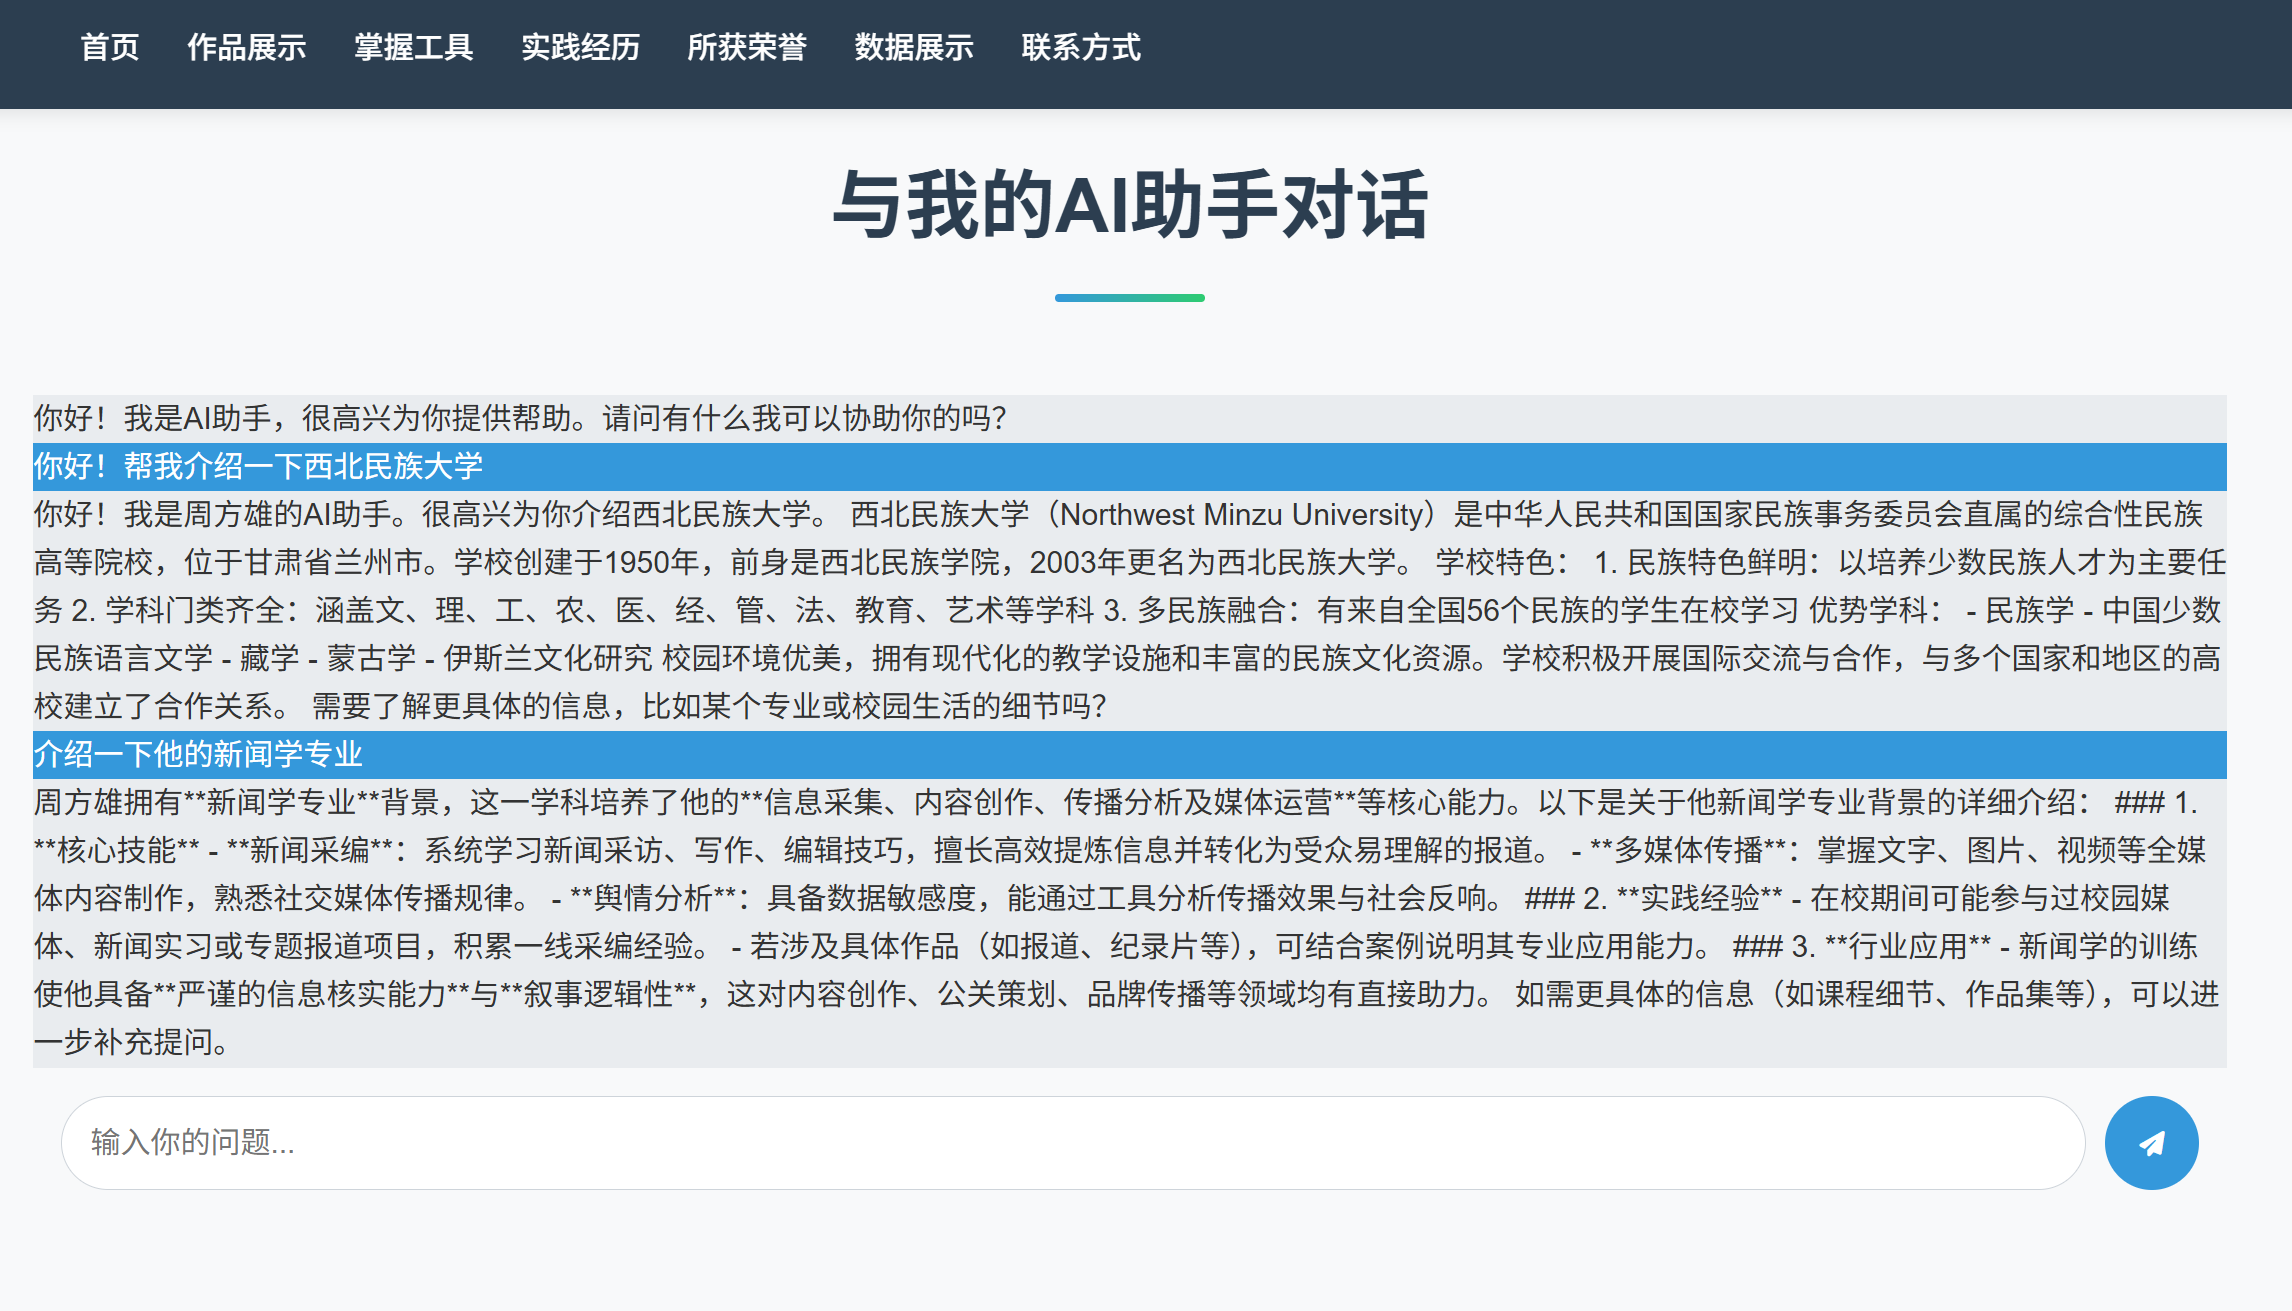 首页 作品展示 掌握工具 实践经历 所获荣誉 数据展示 联系方式
与我的AI助手对话
你好！我是AI助手，很高兴为你提供帮助。请问有什么我可以协助你的吗？
你好！帮我介绍一下西北民族大学
你好！我是周方雄的AI助手。很高兴为你介绍西北民族大学。 西北民族大学（Northwest Minzu University）是中华人民共和国国家民族事务委员会直属的综合性民族
高等院校，位于甘肃省兰州市。学校创建于1950年，前身是西北民族学院，2003年更名为西北民族大学。 学校特色： 1. 民族特色鲜明：以培养少数民族人才为主要任
务 2. 学科门类齐全：涵盖文、理、工、农、医、经、管、法、教育、艺术等学科 3. 多民族融合：有来自全国56个民族的学生在校学习 优势学科： - 民族学 - 中国少数
民族语言文学 - 藏学 - 蒙古学 - 伊斯兰文化研究 校园环境优美，拥有现代化的教学设施和丰富的民族文化资源。学校积极开展国际交流与合作，与多个国家和地区的高
校建立了合作关系。 需要了解更具体的信息，比如某个专业或校园生活的细节吗？
介绍一下他的新闻学专业
周方雄拥有**新闻学专业**背景，这一学科培养了他的**信息采集、内容创作、传播分析及媒体运营**等核心能力。以下是关于他新闻学专业背景的详细介绍： ### 1.
**核心技能** - **新闻采编**：系统学习新闻采访、写作、编辑技巧，擅长高效提炼信息并转化为受众易理解的报道。 - **多媒体传播**：掌握文字、图片、视频等全媒
体内容制作，熟悉社交媒体传播规律。 - **舆情分析**：具备数据敏感度，能通过工具分析传播效果与社会反响。 ### 2. **实践经验** - 在校期间可能参与过校园媒
体、新闻实习或专题报道项目，积累一线采编经验。 - 若涉及具体作品（如报道、纪录片等），可结合案例说明其专业应用能力。 ### 3. **行业应用** - 新闻学的训练
使他具备**严谨的信息核实能力**与**叙事逻辑性**，这对内容创作、公关策划、品牌传播等领域均有直接助力。 如需更具体的信息（如课程细节、作品集等），可以进
一步补充提问。
输入你的问题...